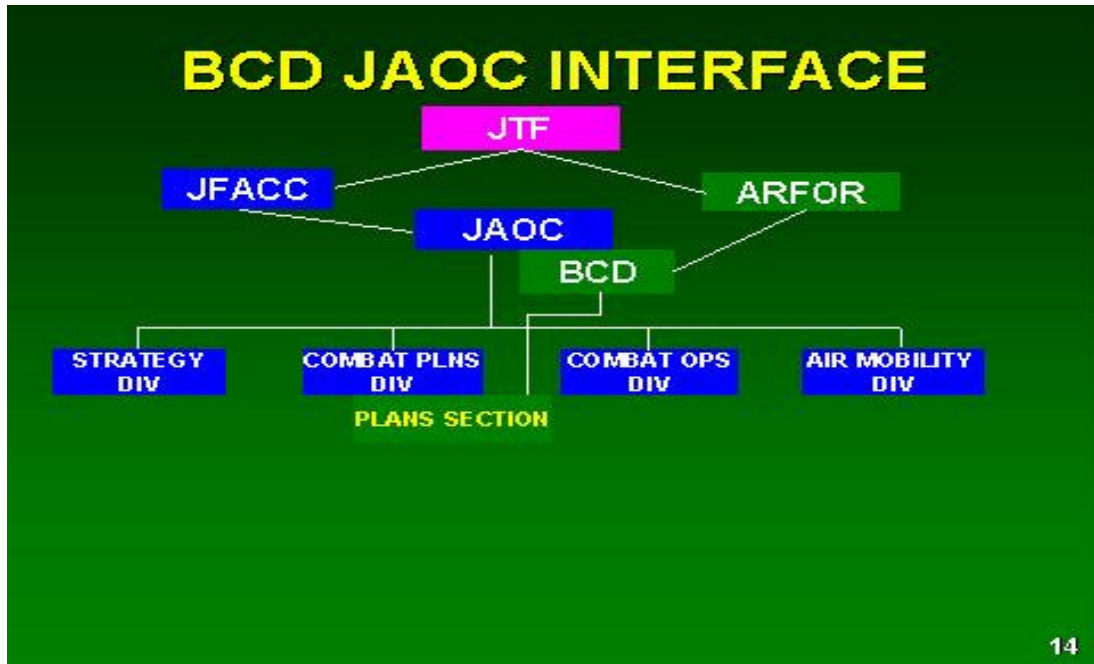 BCD JAOC INTERFACE
JTF
JFACC
ARFOR
JAOC
BCD
STRATEGY
DIV
COMBAT PLNS
DIV
COMBAT OPS
DIV
AIR MOBILITY
DIV
PLANS SECTION
14